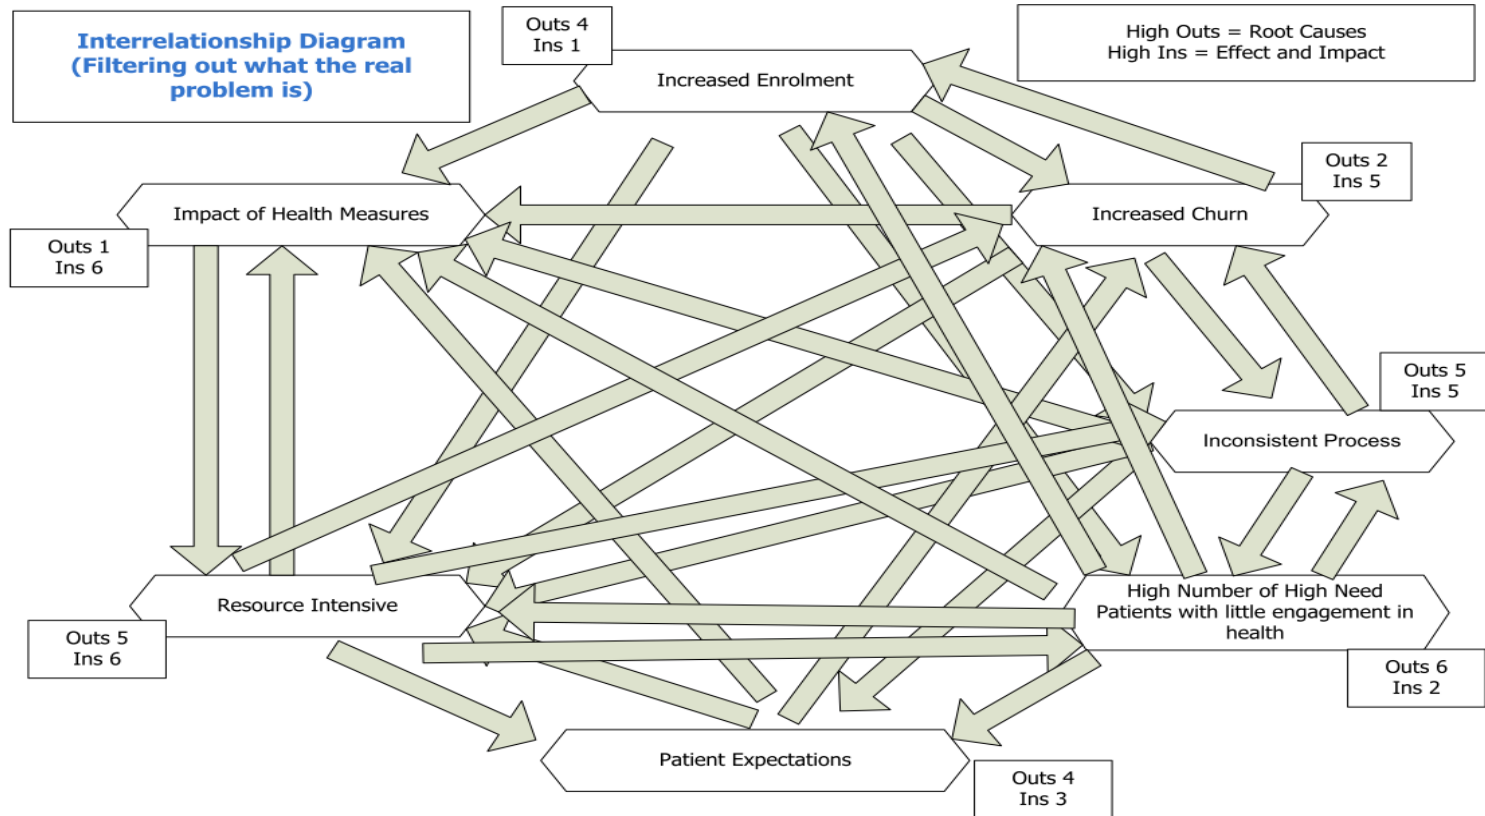 Interrelationship Diagram
(Filtering out what the real
problem is)
Outs 4
Ins 1
Increased Enrolment
High Outs = Root Causes
High Ins = Effect and Impact
Impact of Health Measures
Outs 1
Ins 6
Increased Churn
Outs 2
Ins 5
Outs 5
Ins 5
Inconsistent Process
Resource Intensive
Outs 5
Ins 6
High Number of High Need
Patients with little engagement in
health
Outs 6
Ins 2
Patient Expectations
Outs 4
Ins 3